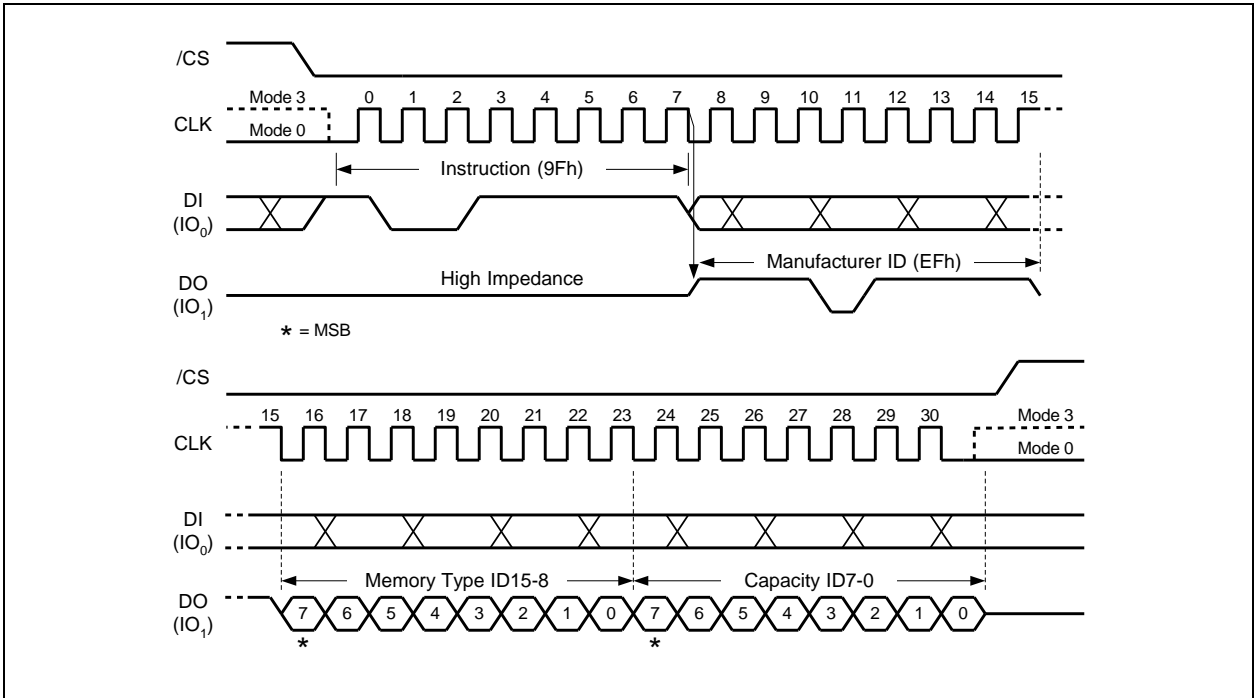 /CS
Mode 3 0 1 2 3 4 5 6 7 8 9 10 11 12 13 14 15
CLK
Mode 0
Instruction (9Fh)
DI
(IO₀)
Manufacturer ID (EFh)
High Impedance
DO
(IO₁)
* = MSB
/CS
15 16 17 18 19 20 21 22 23 24 25 26 27 28 29 30 Mode 3
CLK
Mode 0
DI
(IO₀)
Memory Type ID15-8 Capacity ID7-0
DO
(IO₁)
7 6 5 4 3 2 1 0 7 6 5 4 3 2 1 0
* *